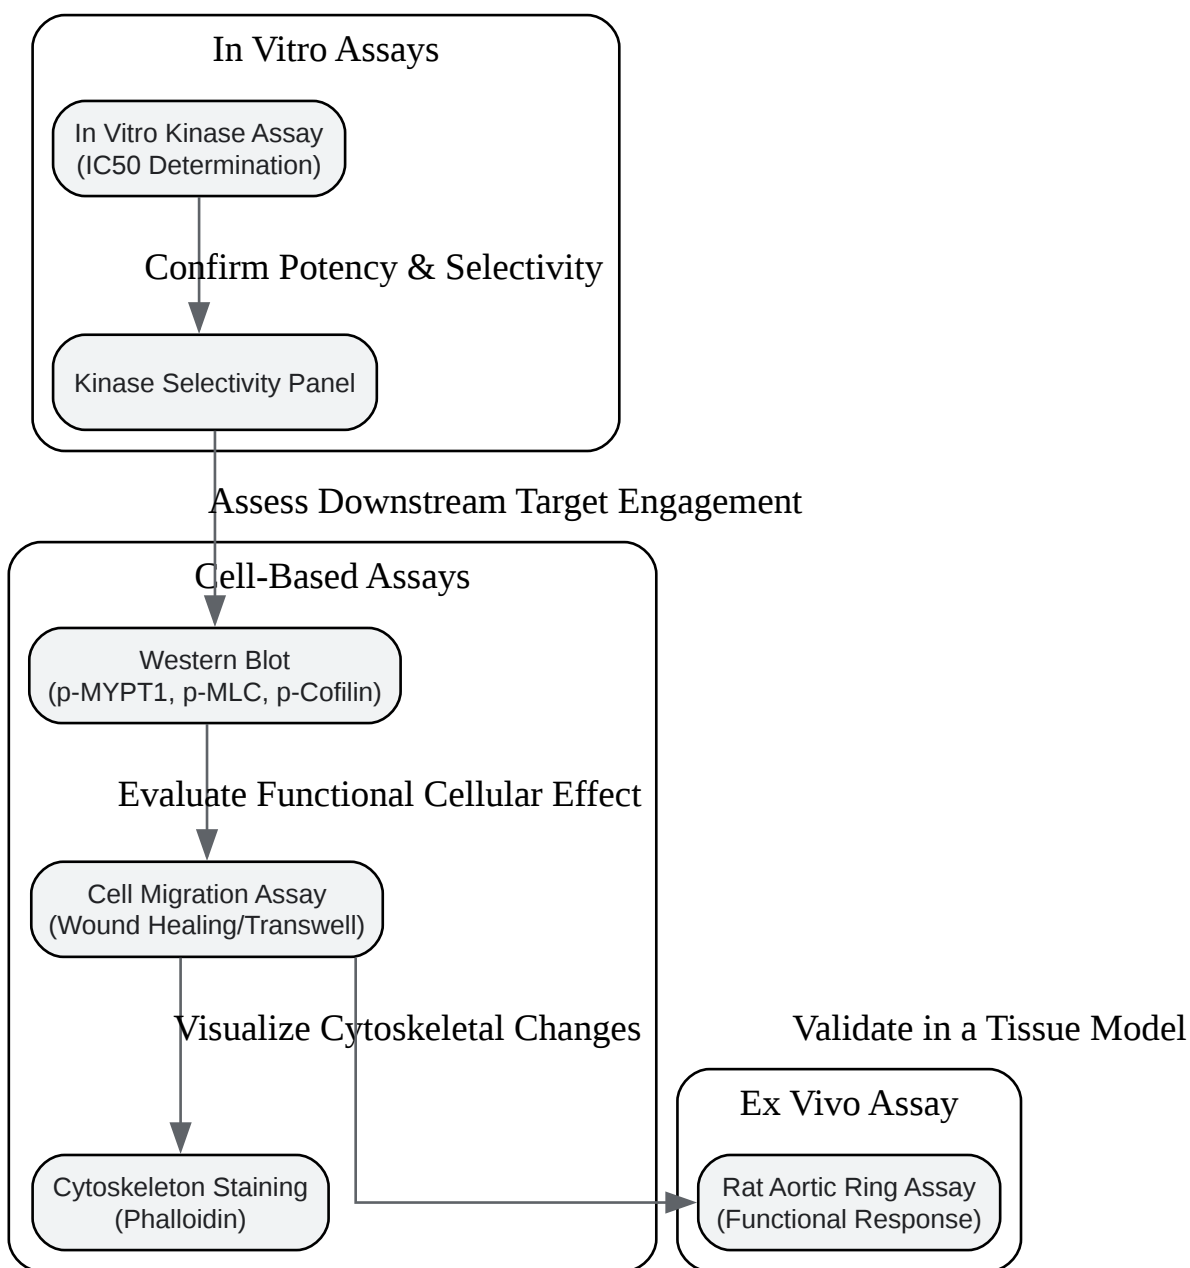 In Vitro Assays
In Vitro Kinase Assay
(IC50 Determination)
Confirm Potency & Selectivity
Kinase Selectivity Panel
Assess Downstream Target Engagement
Cell-Based Assays
Western Blot
(p-MYPT1, p-MLC, p-Cofilin)
Evaluate Functional Cellular Effect
Cell Migration Assay
(Wound Healing/Transwell)
Visualize Cytoskeletal Changes
Validate in a Tissue Model
Ex Vivo Assay
Cytoskeleton Staining
(Phalloidin)
Rat Aortic Ring Assay
(Functional Response)